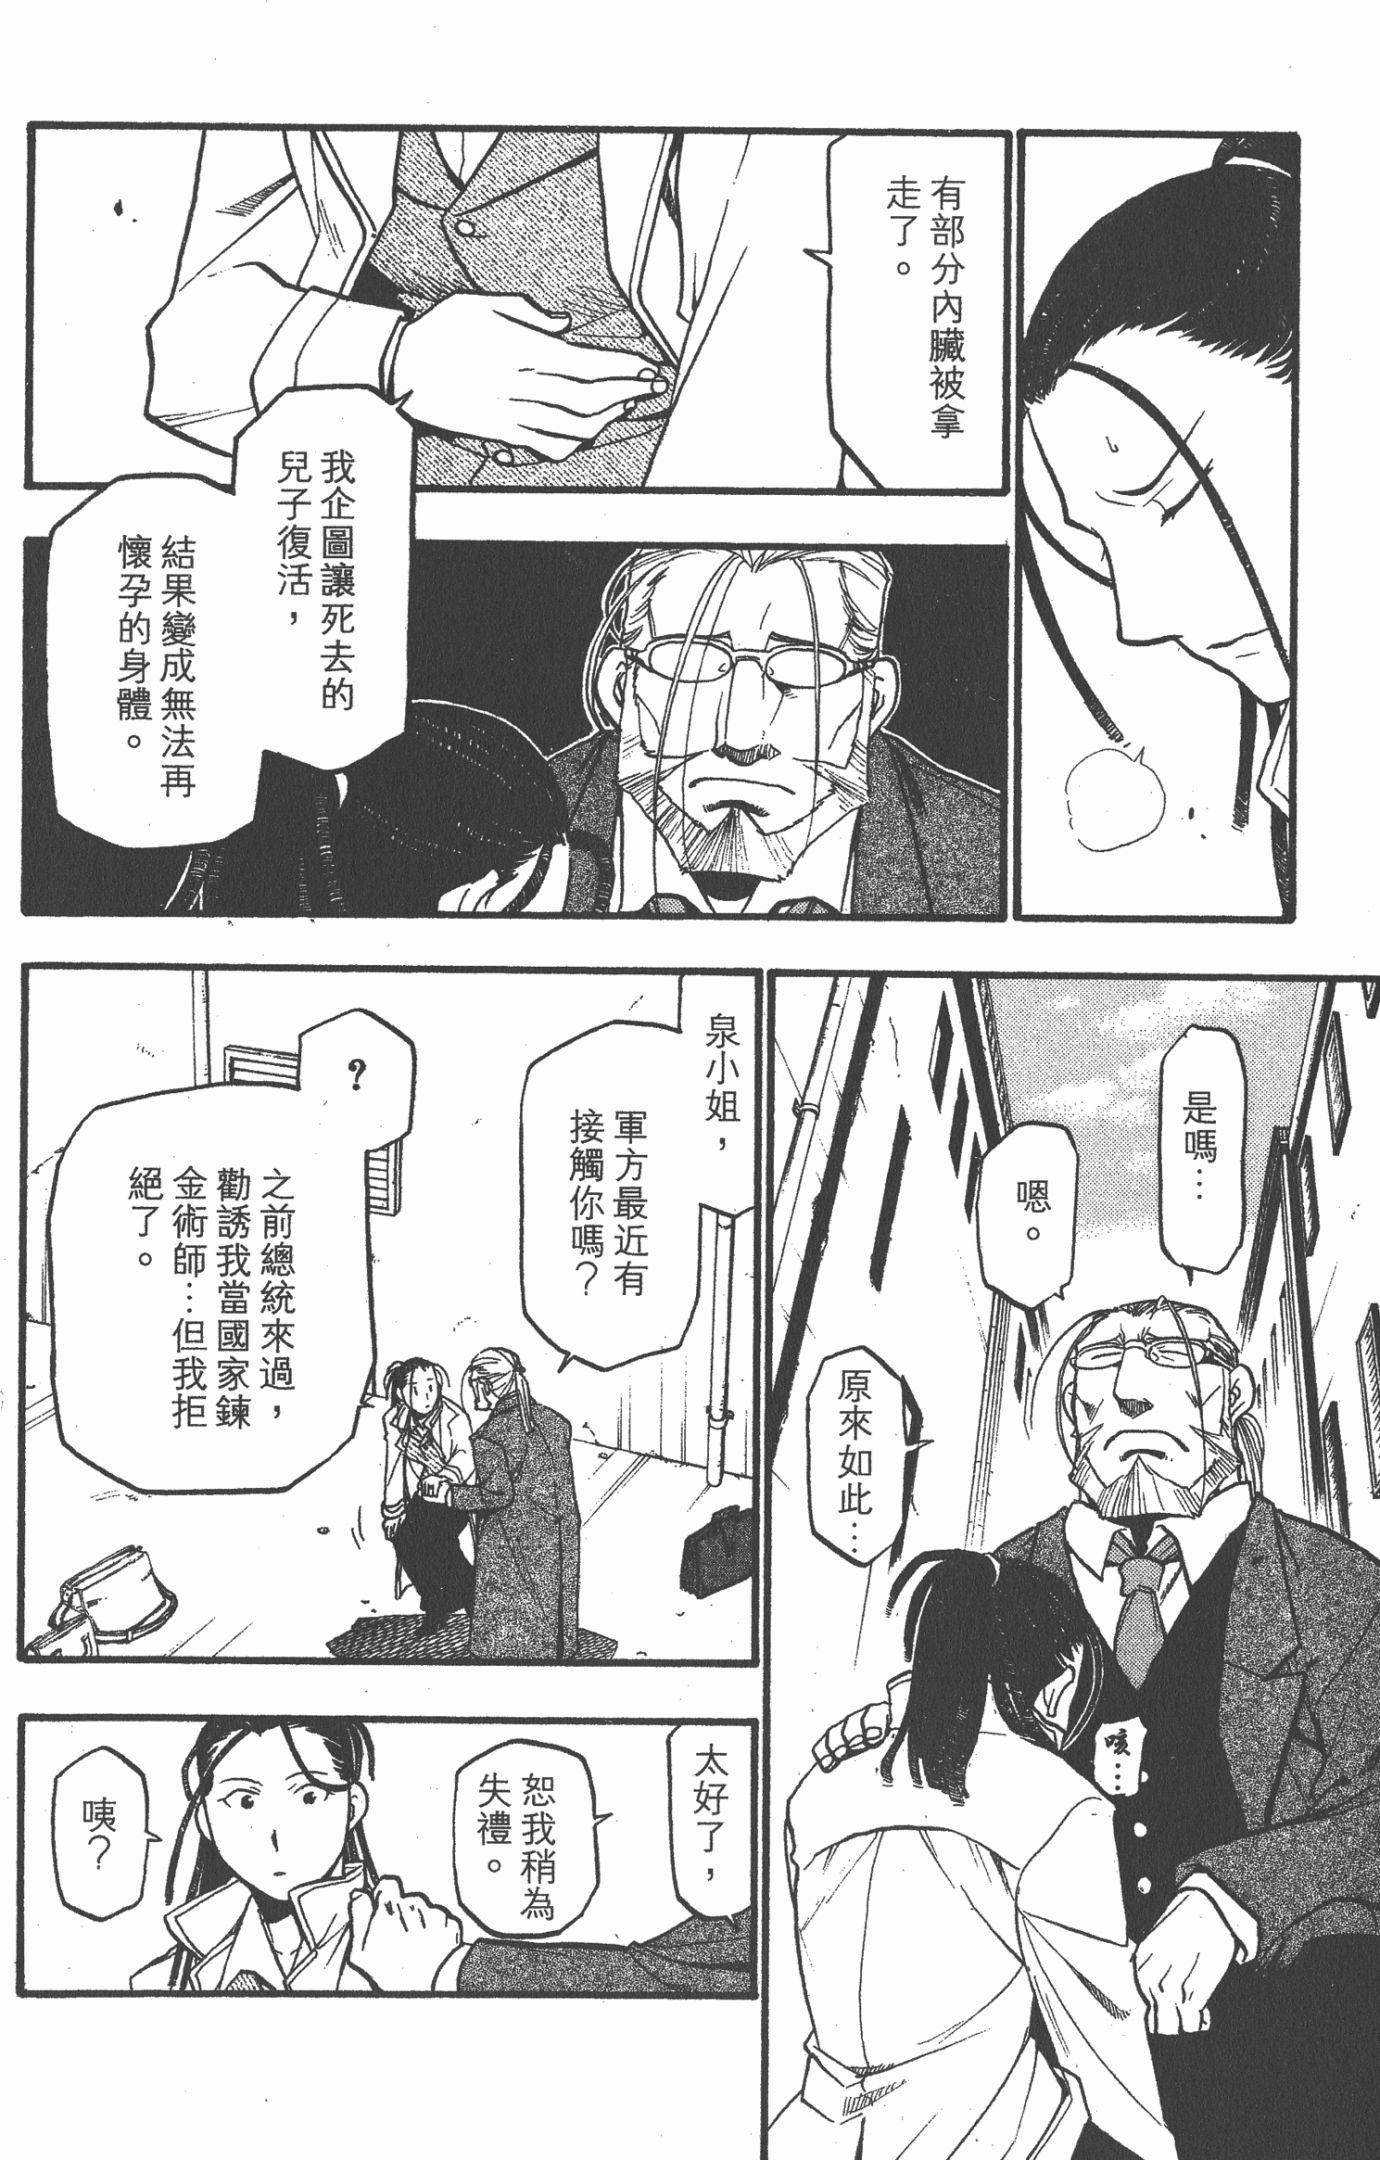 有部分內臟被拿
走了。
我企圖讓死去的
兒子復活，
結果變成無法再
懷孕的身體。
是嗎…
嗯。
原來如此…
咳…
泉小姐，
軍方最近有
接觸你嗎？
？
之前總統來過，
勸誘我當國家鍊
金術師…但我拒
絕了。
太好了，
恕我稍為
失禮。
咦？